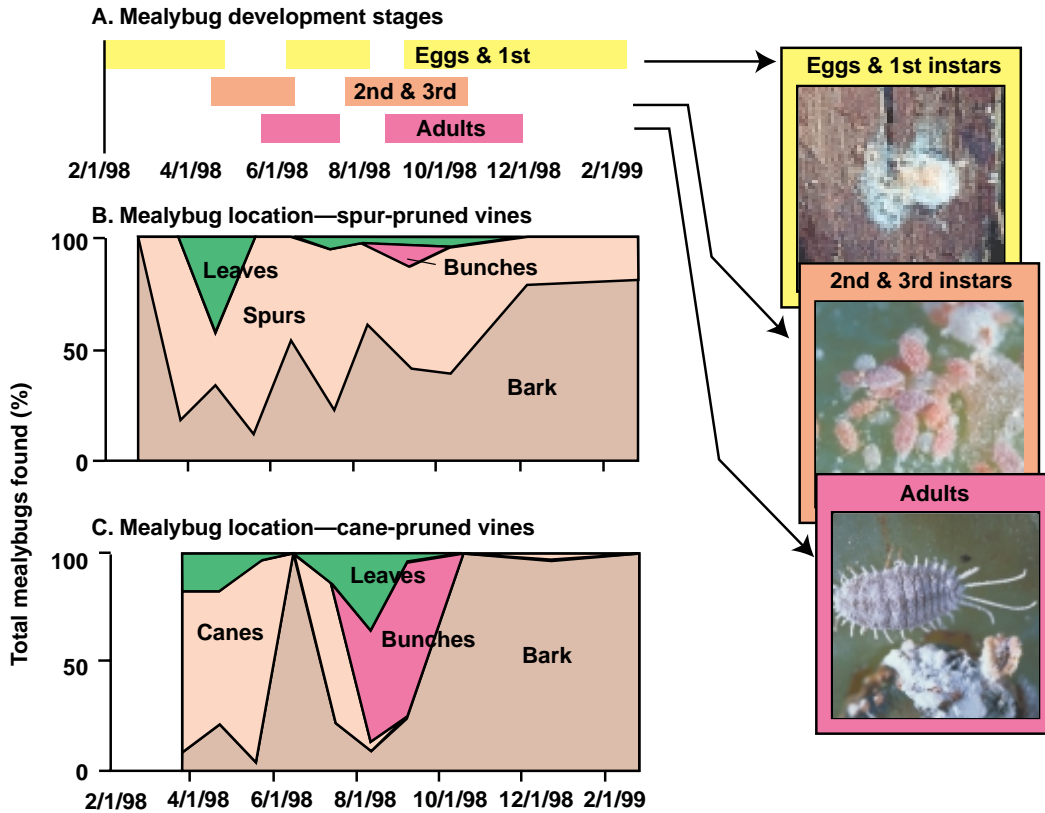 A. Mealybug development stages
Eggs & 1st
2nd & 3rd
Adults
2/1/98 4/1/98 6/1/98 8/1/98 10/1/98 12/1/98 2/1/99
Eggs & 1st instars
2nd & 3rd instars
Adults
Total mealybugs found (%)
B. Mealybug location—spur-pruned vines
100
50
0
Leaves
Bunches
Spurs
Bark
C. Mealybug location—cane-pruned vines
100
50
0
Leaves
Canes
Bunches
Bark
2/1/98 4/1/98 6/1/98 8/1/98 10/1/98 12/1/98 2/1/99